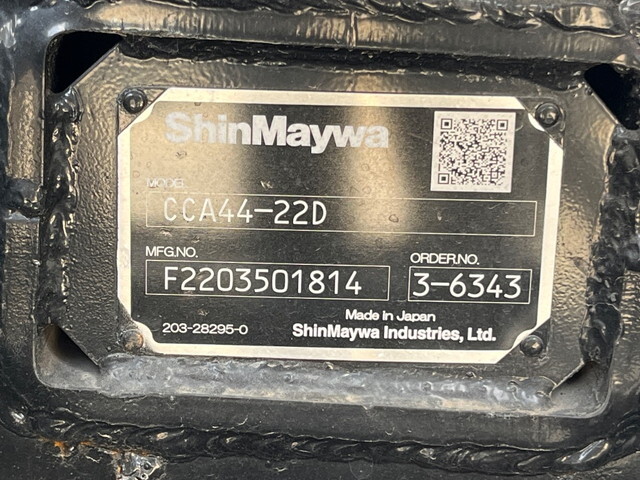 ShinMaywa
MODEL
CCA44-22D
MFG.NO. ORDER.NO.
F2203501814 3-6343
Made in Japan
203-28295-0 ShinMaywa Industries, Ltd.